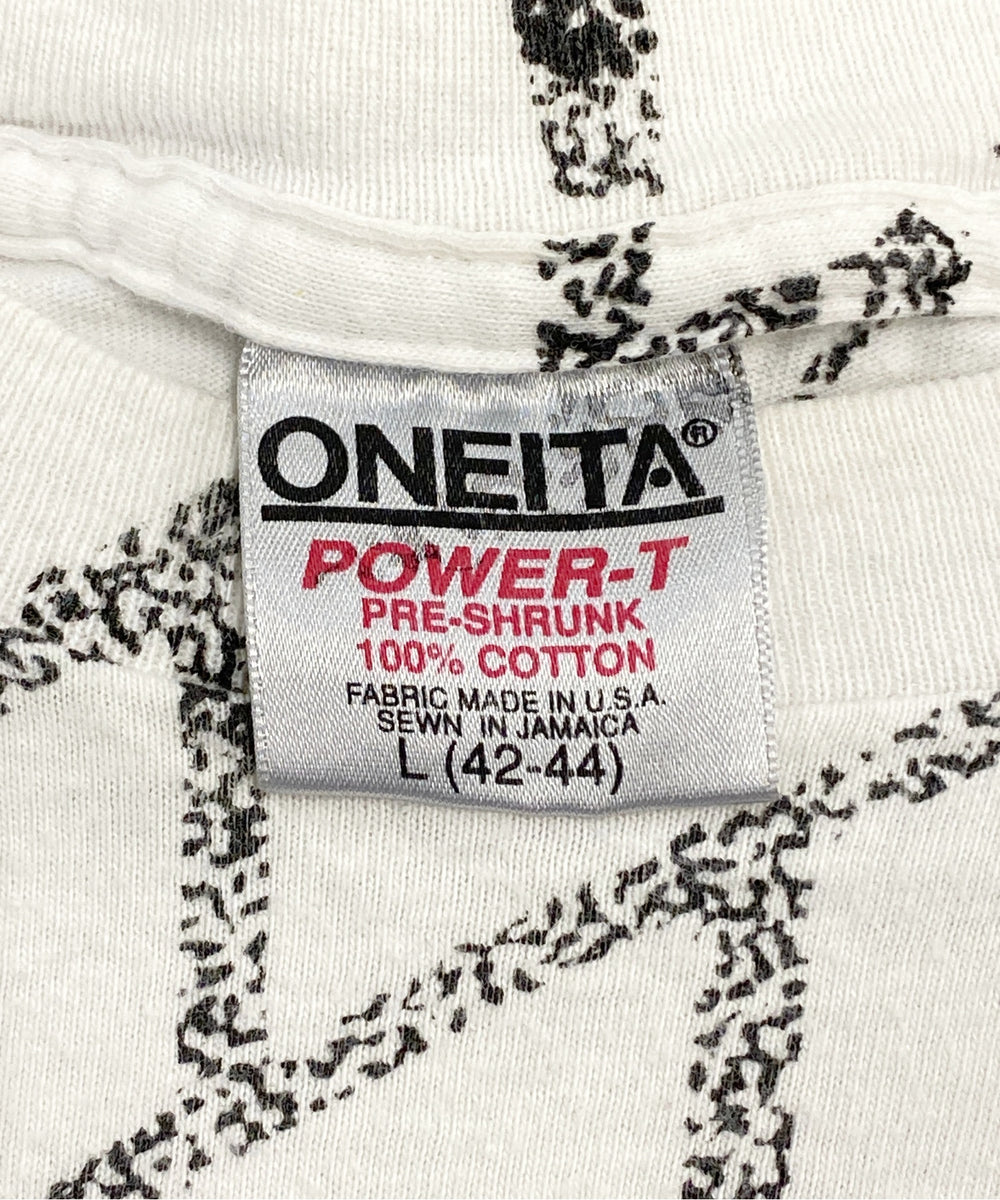 ONEITA®
POWER-T
PRE-SHRUNK
100% COTTON
FABRIC MADE IN U.S.A.
SEWN IN JAMAICA
L (42-44)